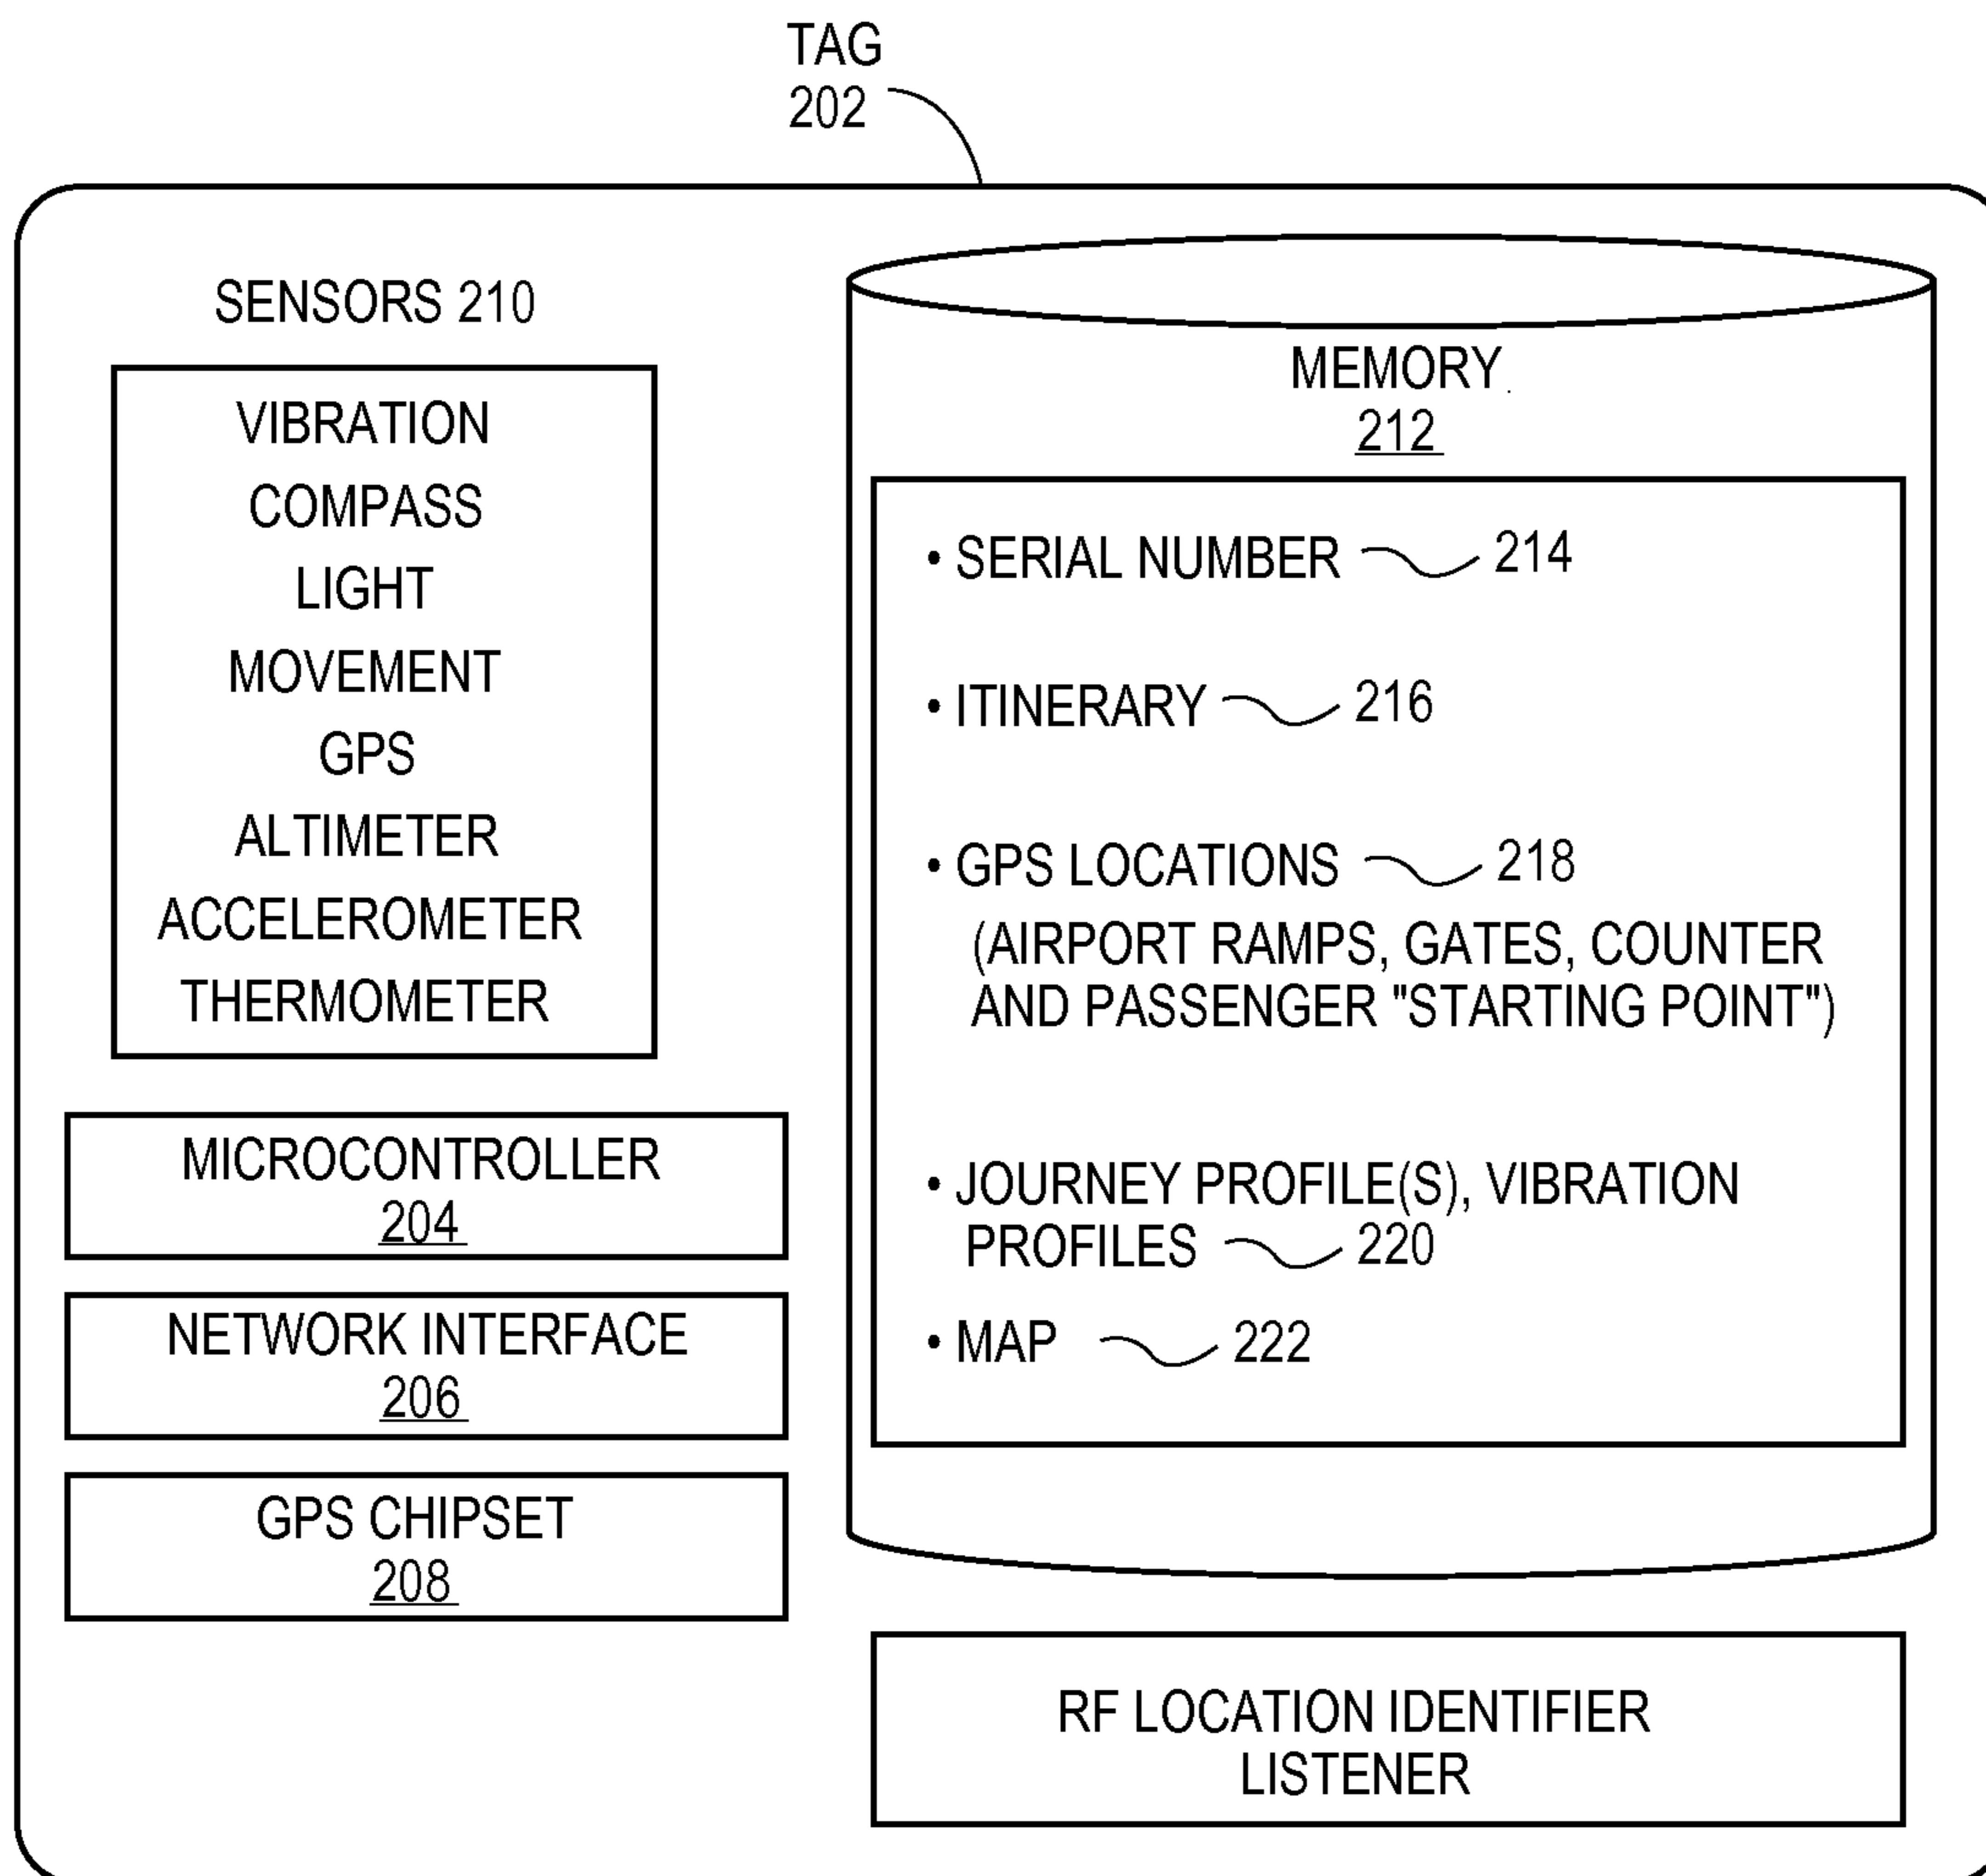 TAG
202
SENSORS 210
VIBRATION
COMPASS
LIGHT
MOVEMENT
GPS
ALTIMETER
ACCELEROMETER
THERMOMETER
MICROCONTROLLER
204
NETWORK INTERFACE
206
GPS CHIPSET
208
MEMORY
212
• SERIAL NUMBER 214
• ITINERARY 216
• GPS LOCATIONS 218
(AIRPORT RAMPS, GATES, COUNTER
AND PASSENGER "STARTING POINT")
• JOURNEY PROFILE(S), VIBRATION
PROFILES 220
• MAP 222
RF LOCATION IDENTIFIER
LISTENER